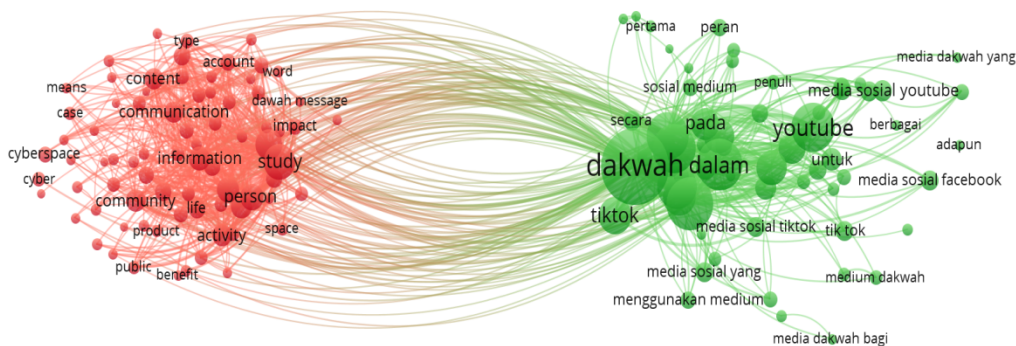 type
account
content
word
means
case
communication
dawah message
impact
cyberspace
information
study
cyber
community
life
person
product
activity
space
public
benefit
pertama
peran
media dakwah yang
sosial medium
penuli
media sosial youtube
secara
pada
youtube
berbagai
adapun
dakwah
dalam
untuk
media sosial facebook
tiktok
media sosial tiktok
tik tok
media sosial yang
medium dakwah
menggunakan medium
media dakwah bagi